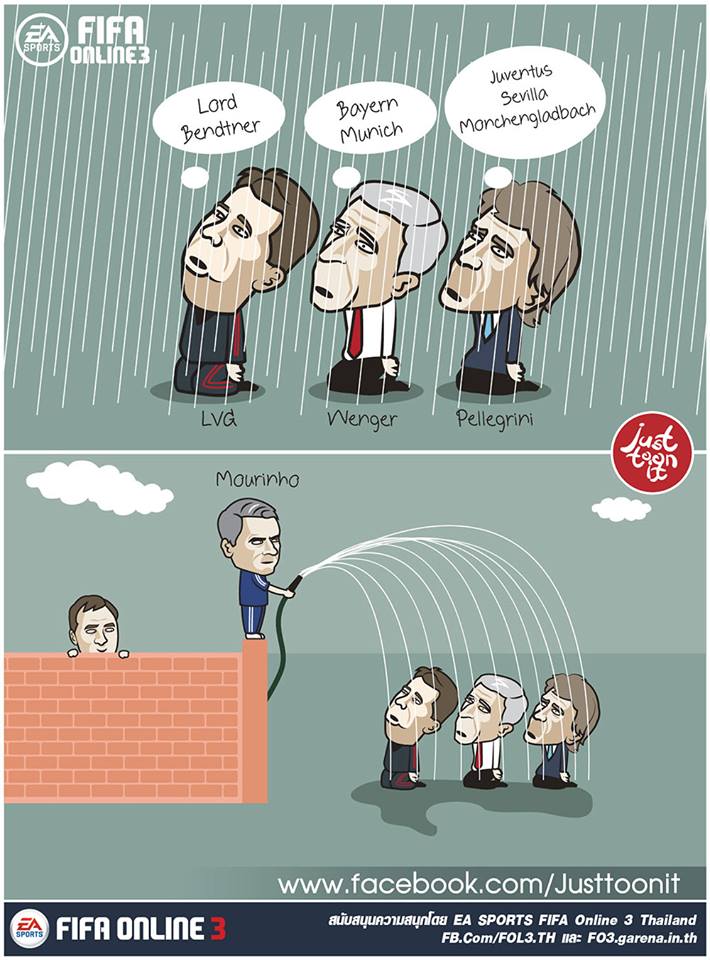 EA
SPORTS
FIFA
ONLINE3
Lord
Bendtner
Bayern
Munich
Juventus
Sevilla
Monchengladbach
LVG
Wenger
Pellegrini
just
toon
it
Mourinho
www.facebook.com/Justtoonit
EA
SPORTS
FIFA ONLINE 3
สนับสนุนความสนุกโดย EA SPORTS FIFA Online 3 Thailand
FB.Com/FOL3.TH และ FO3.garena.in.th